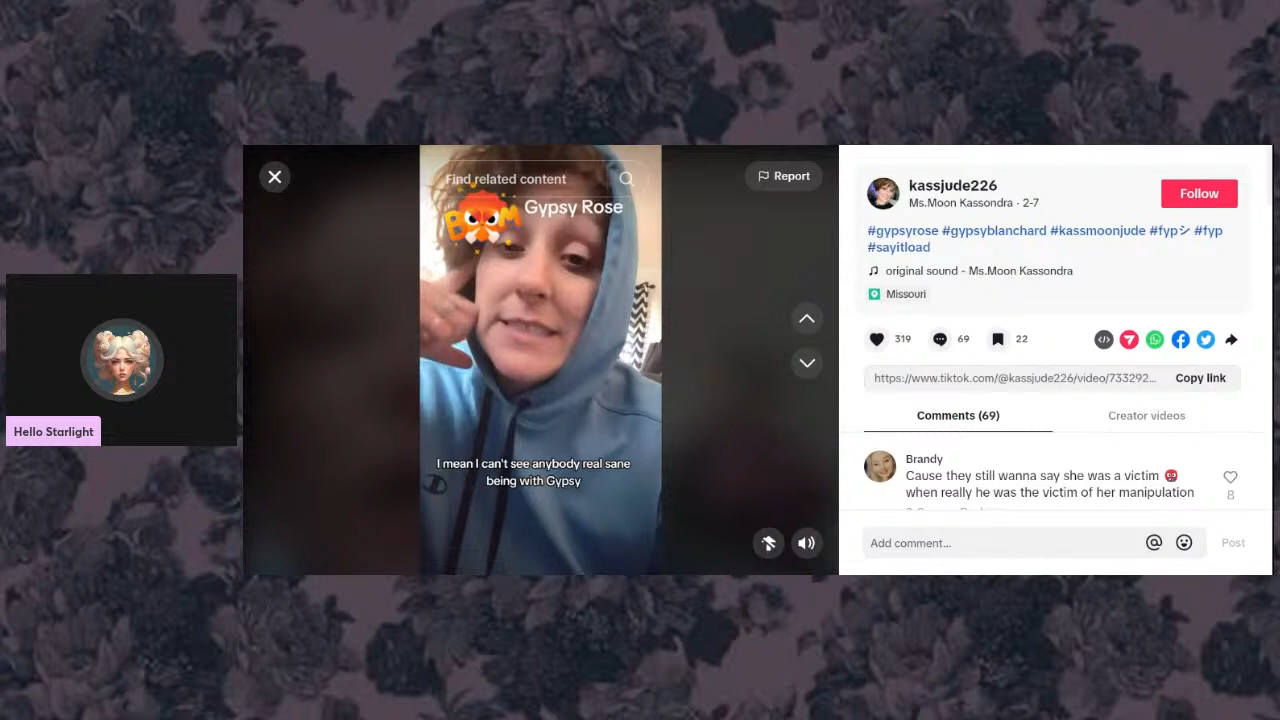 Find related content
Report
BOOM
Gypsy Rose
I mean I can't see anybody real sane
being with Gypsy
Hello Starlight
kassjude226
Ms.Moon Kassondra · 2-7
Follow
#gypsyrose #gypsyblanchard #kassmoonjude #fypシ #fyp
#sayitload
original sound - Ms.Moon Kassondra
Missouri
319
69
22
https://www.tiktok.com/@kassjude226/video/733292...
Copy link
Comments (69)
Creator videos
Brandy
Cause they still wanna say she was a victim
when really he was the victim of her manipulation
8
Add comment...
Post